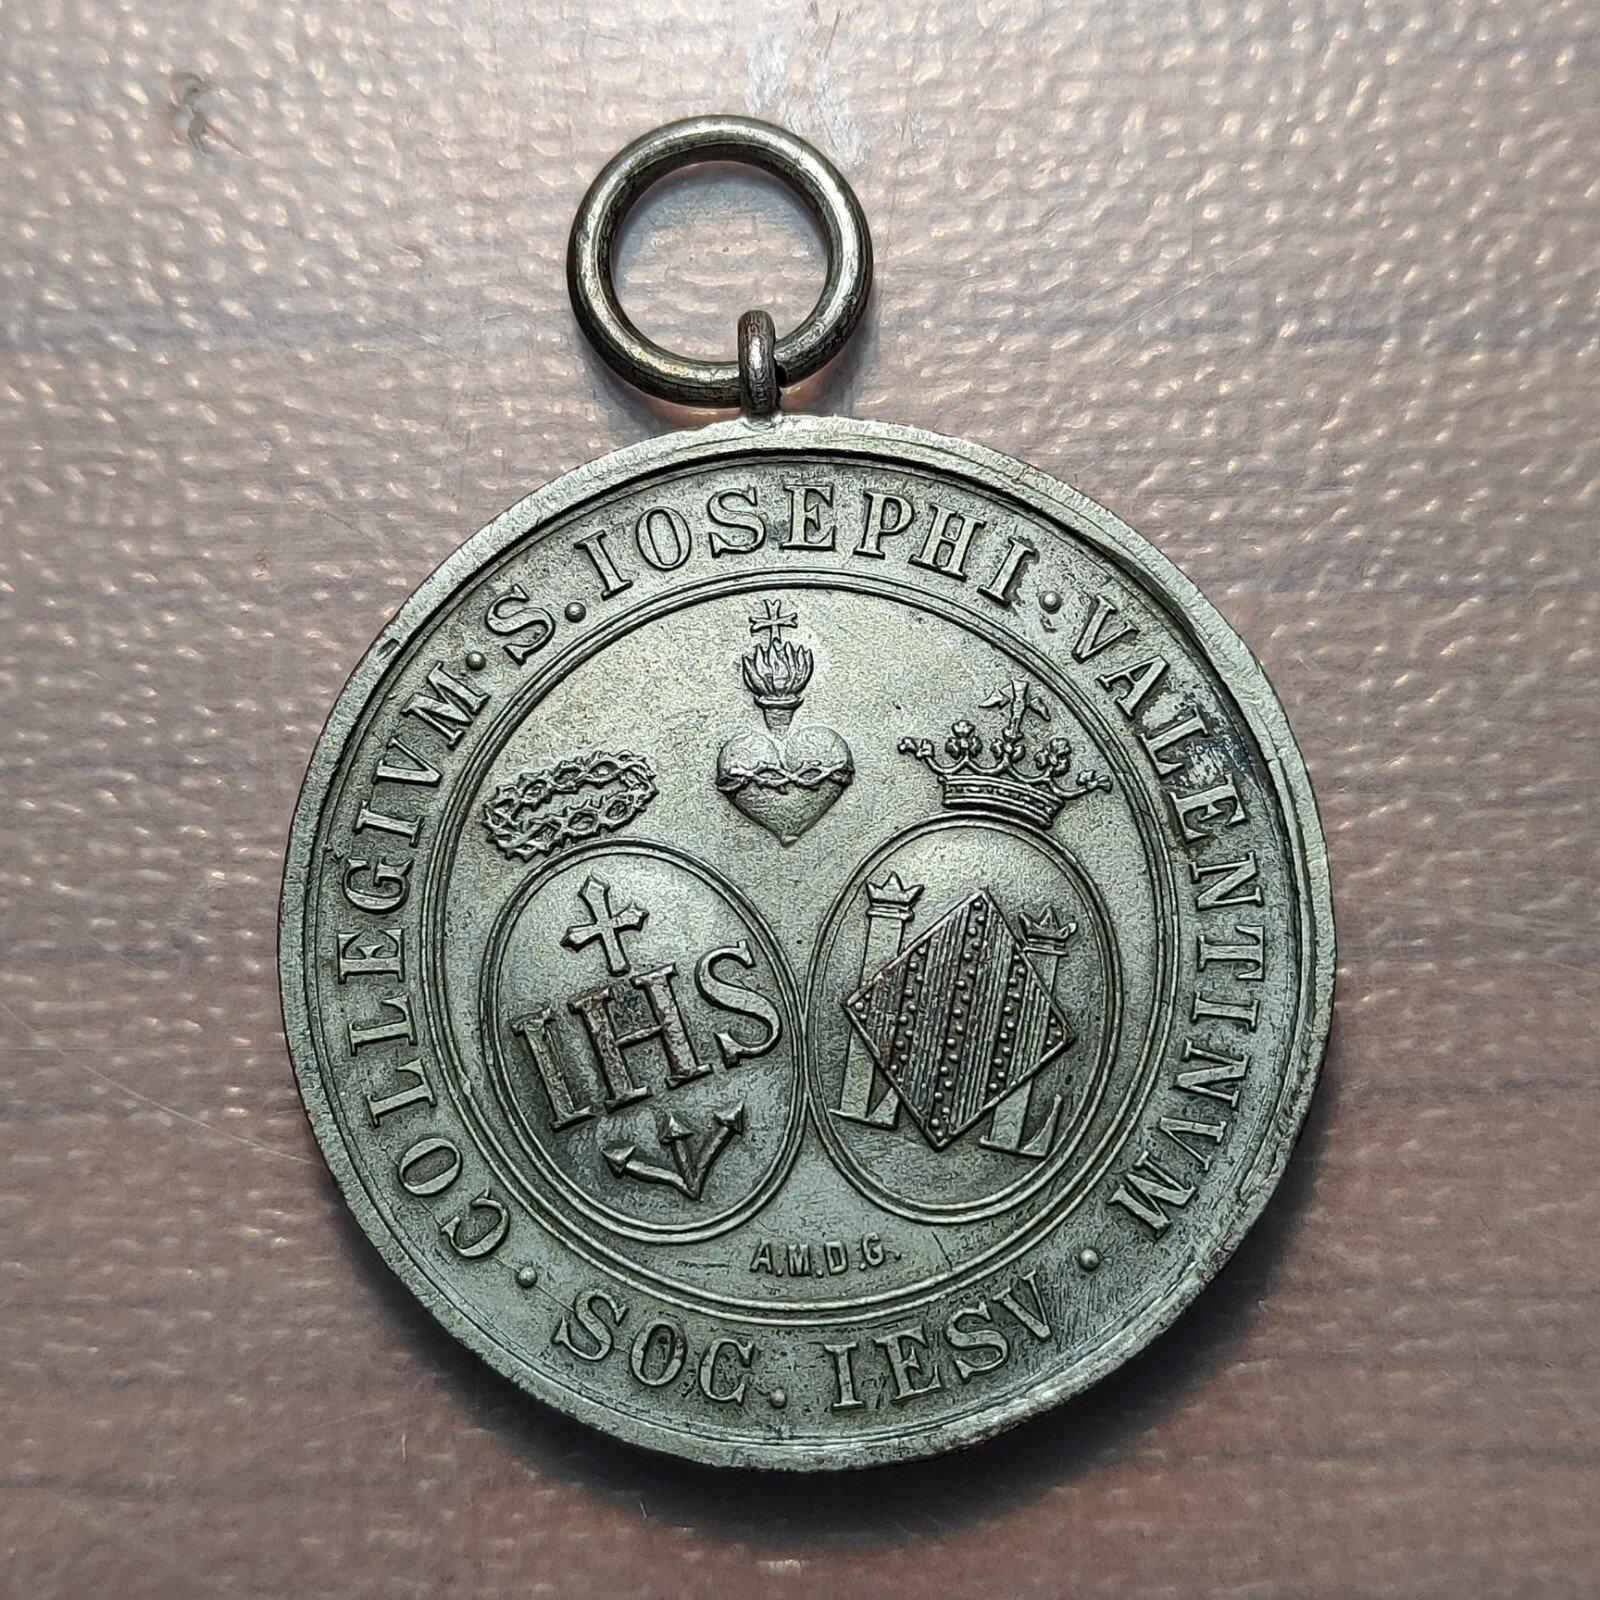 COLLEGIVM · S. IOSEPHI · VALENTINVM · SOC. IESV ·
IHS
L L
A.M.D.G.